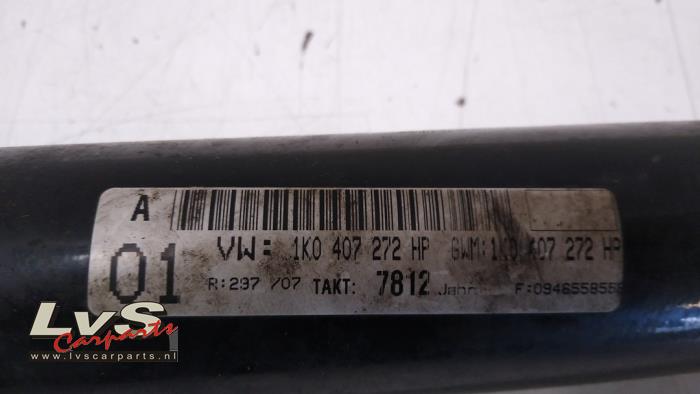 A
01 VW: 1K0 407 272 HP GWM: 1K0 407 272 HP
R:297 /07 TAKT: 7812 Jahr F:0946558558
LvS
Carparts
www.lvscarparts.nl